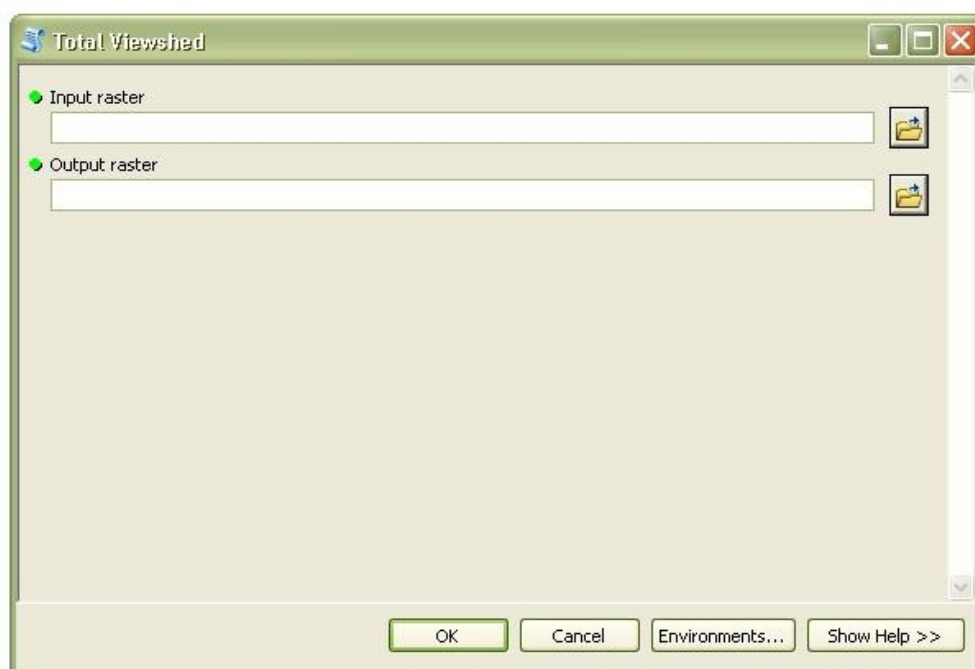 Total Viewshed
Input raster
Output raster
OK Cancel Environments... Show Help >>